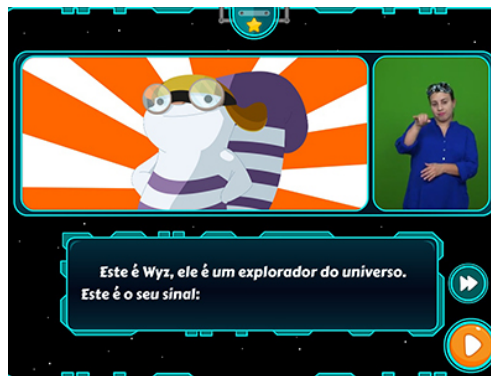 Este é Wyz, ele é um explorador do universo.
Este é o seu sinal: